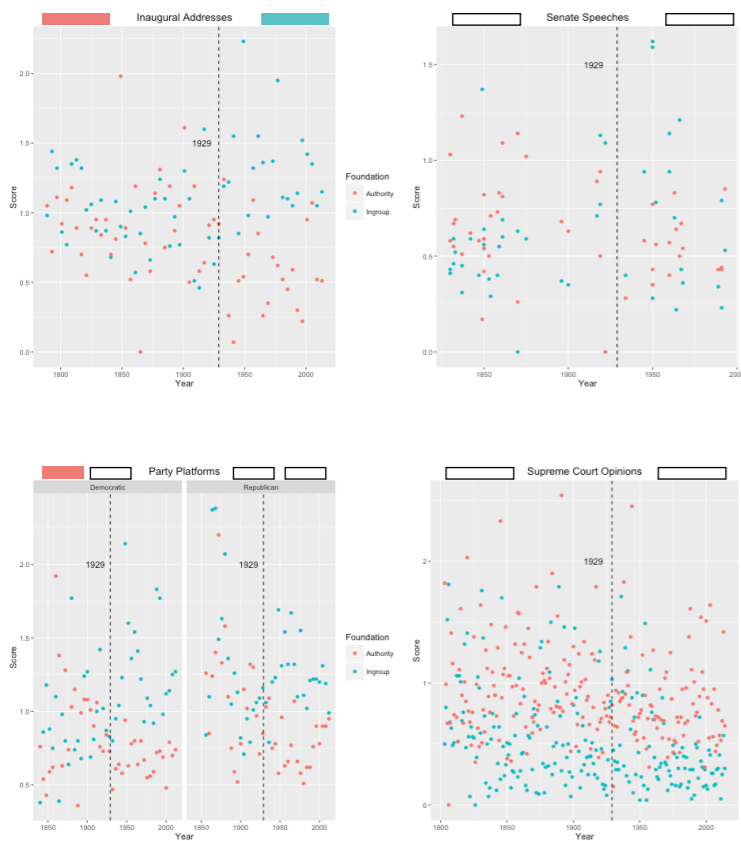 Inaugural Addresses
Score
2.0
1.5
1.0
0.5
0.0
1929
1800
1850
1900
1950
2000
Year
Foundation
Authority
Ingroup
Senate Speeches
Score
1.5
1.0
0.5
0.0
1929
1850
1900
1950
2000
Year
Party Platforms
Democratic
Republican
Score
2.0
1.5
1.0
0.5
1929
1929
1850
1900
1950
2000
1850
1900
1950
2000
Year
Foundation
Authority
Ingroup
Supreme Court Opinions
Score
2
1
0
1929
1800
1850
1900
1950
2000
Year